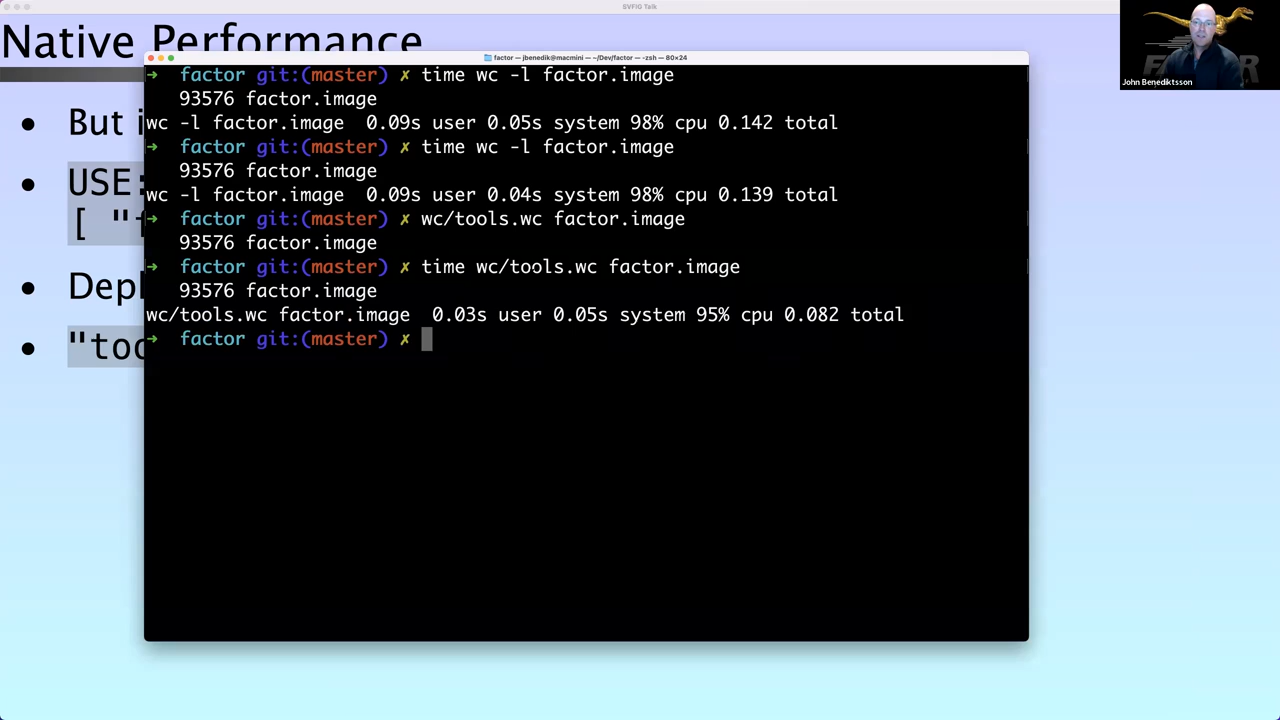 SVFIG Talk
Native Performance
factor — jbenedik@macmini — ~/Dev/factor — -zsh — 80×24
→ factor git:(master) ✗ time wc -l factor.image
93576 factor.image
wc -l factor.image 0.09s user 0.05s system 98% cpu 0.142 total
→ factor git:(master) ✗ time wc -l factor.image
93576 factor.image
wc -l factor.image 0.09s user 0.04s system 98% cpu 0.139 total
→ factor git:(master) ✗ wc/tools.wc factor.image
93576 factor.image
→ factor git:(master) ✗ time wc/tools.wc factor.image
93576 factor.image
wc/tools.wc factor.image 0.03s user 0.05s system 95% cpu 0.082 total
→ factor git:(master) ✗
• But i
• USE:
[ "f
• Depl
• "too
John Benediktsson